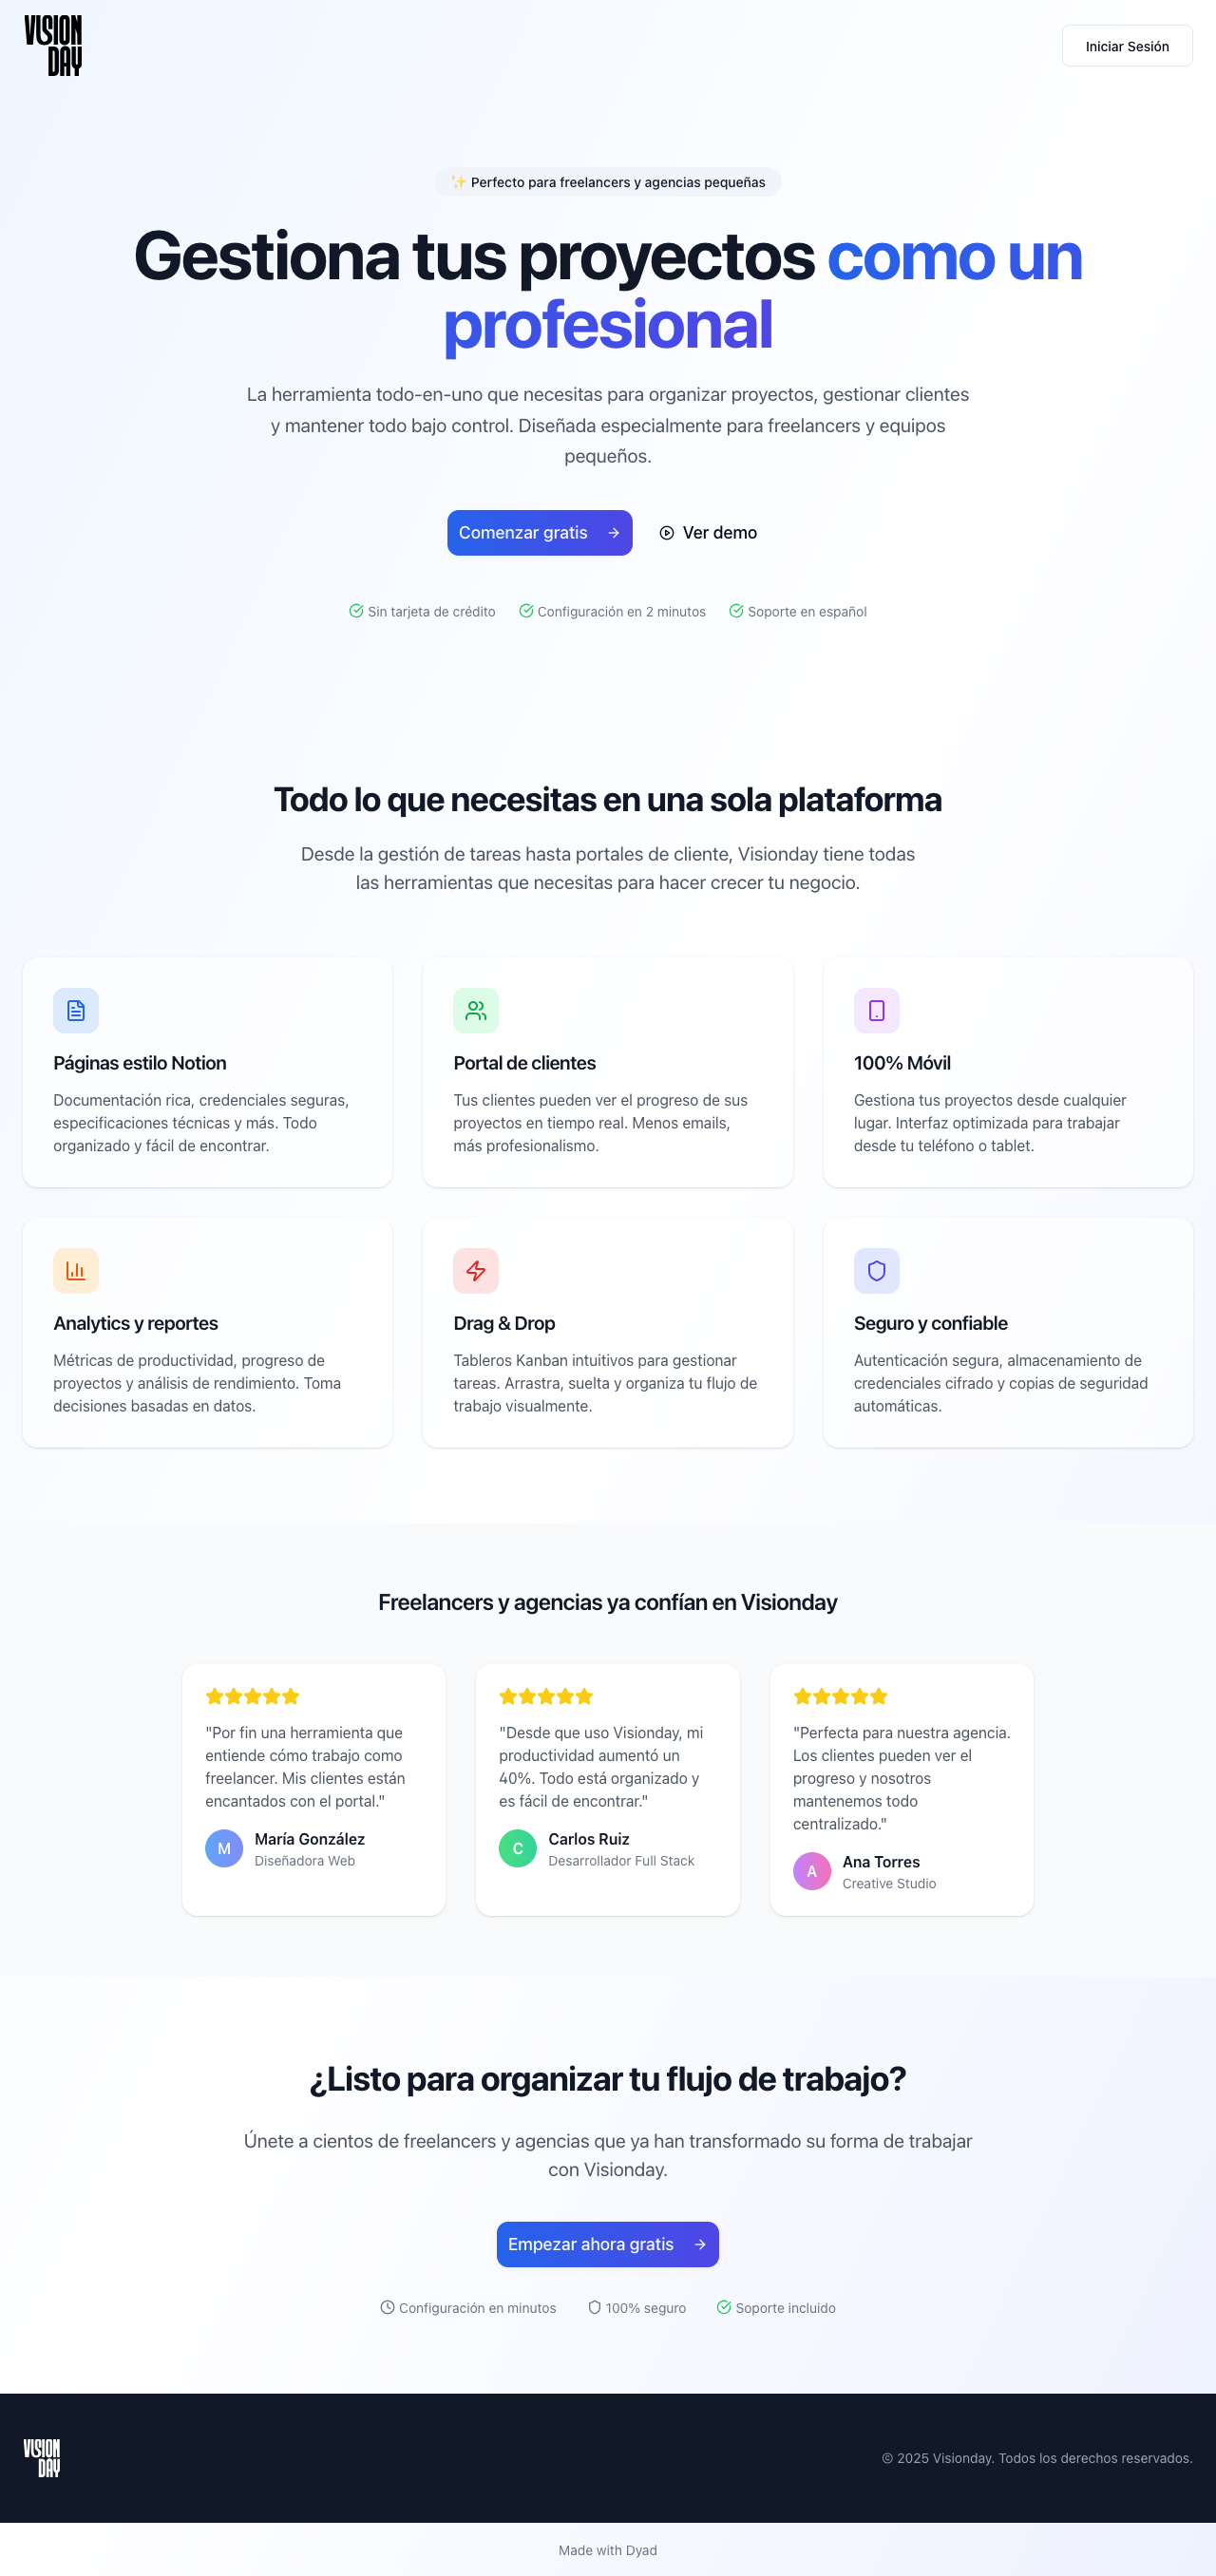 VISION
DAY
Iniciar Sesión
✨ Perfecto para freelancers y agencias pequeñas
Gestiona tus proyectos como un
profesional
La herramienta todo-en-uno que necesitas para organizar proyectos, gestionar clientes
y mantener todo bajo control. Diseñada especialmente para freelancers y equipos
pequeños.
Comenzar gratis
Ver demo
Sin tarjeta de crédito
Configuración en 2 minutos
Soporte en español
Todo lo que necesitas en una sola plataforma
Desde la gestión de tareas hasta portales de cliente, Visionday tiene todas
las herramientas que necesitas para hacer crecer tu negocio.
Páginas estilo Notion
Documentación rica, credenciales seguras,
especificaciones técnicas y más. Todo
organizado y fácil de encontrar.
Portal de clientes
Tus clientes pueden ver el progreso de sus
proyectos en tiempo real. Menos emails,
más profesionalismo.
100% Móvil
Gestiona tus proyectos desde cualquier
lugar. Interfaz optimizada para trabajar
desde tu teléfono o tablet.
Analytics y reportes
Métricas de productividad, progreso de
proyectos y análisis de rendimiento. Toma
decisiones basadas en datos.
Drag & Drop
Tableros Kanban intuitivos para gestionar
tareas. Arrastra, suelta y organiza tu flujo de
trabajo visualmente.
Seguro y confiable
Autenticación segura, almacenamiento de
credenciales cifrado y copias de seguridad
automáticas.
Freelancers y agencias ya confían en Visionday
"Por fin una herramienta que
entiende cómo trabajo como
freelancer. Mis clientes están
encantados con el portal."
M
María González
Diseñadora Web
"Desde que uso Visionday, mi
productividad aumentó un
40%. Todo está organizado y
es fácil de encontrar."
C
Carlos Ruiz
Desarrollador Full Stack
"Perfecta para nuestra agencia.
Los clientes pueden ver el
progreso y nosotros
mantenemos todo
centralizado."
A
Ana Torres
Creative Studio
¿Listo para organizar tu flujo de trabajo?
Únete a cientos de freelancers y agencias que ya han transformado su forma de trabajar
con Visionday.
Empezar ahora gratis
Configuración en minutos
100% seguro
Soporte incluido
VISION
DAY
© 2025 Visionday. Todos los derechos reservados.
Made with Dyad